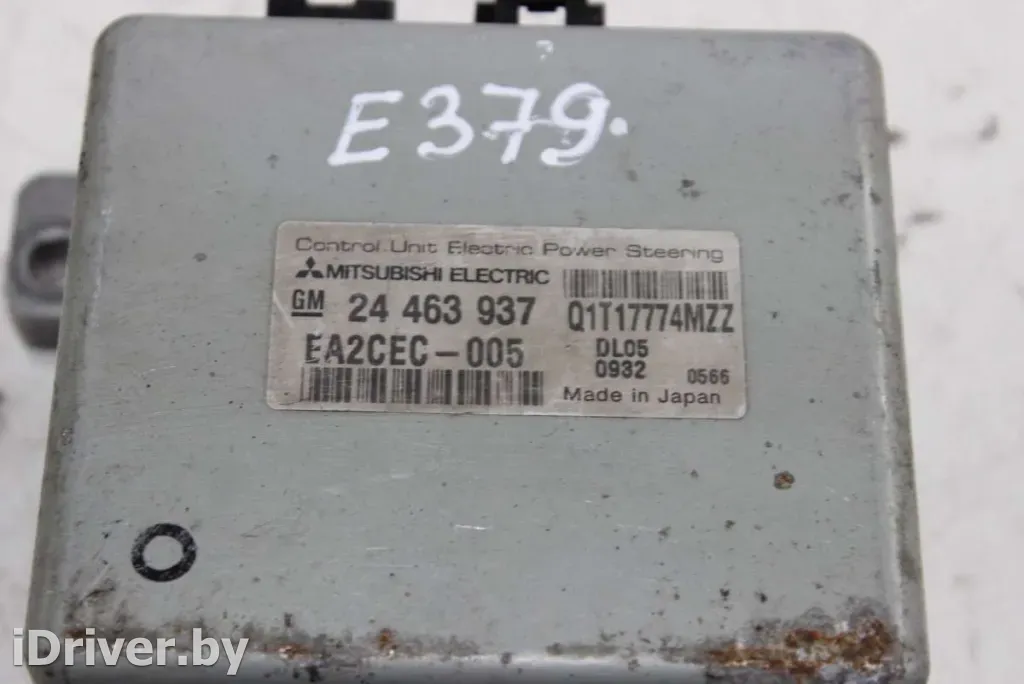 E379.
Control Unit Electric Power Steering
MITSUBISHI ELECTRIC
GM 24 463 937 Q1T17774MZZ
EA2CEC-005 DL05
0932 0566
Made in Japan
iDriver.by